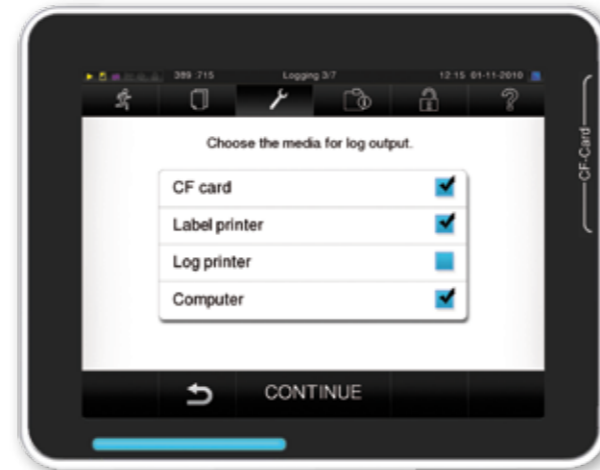 389 :715 Logging 3/7 12:15 01-11-2010
?
Choose the media for log output.
CF card
Label printer
Log printer
Computer
CONTINUE
CF-Card